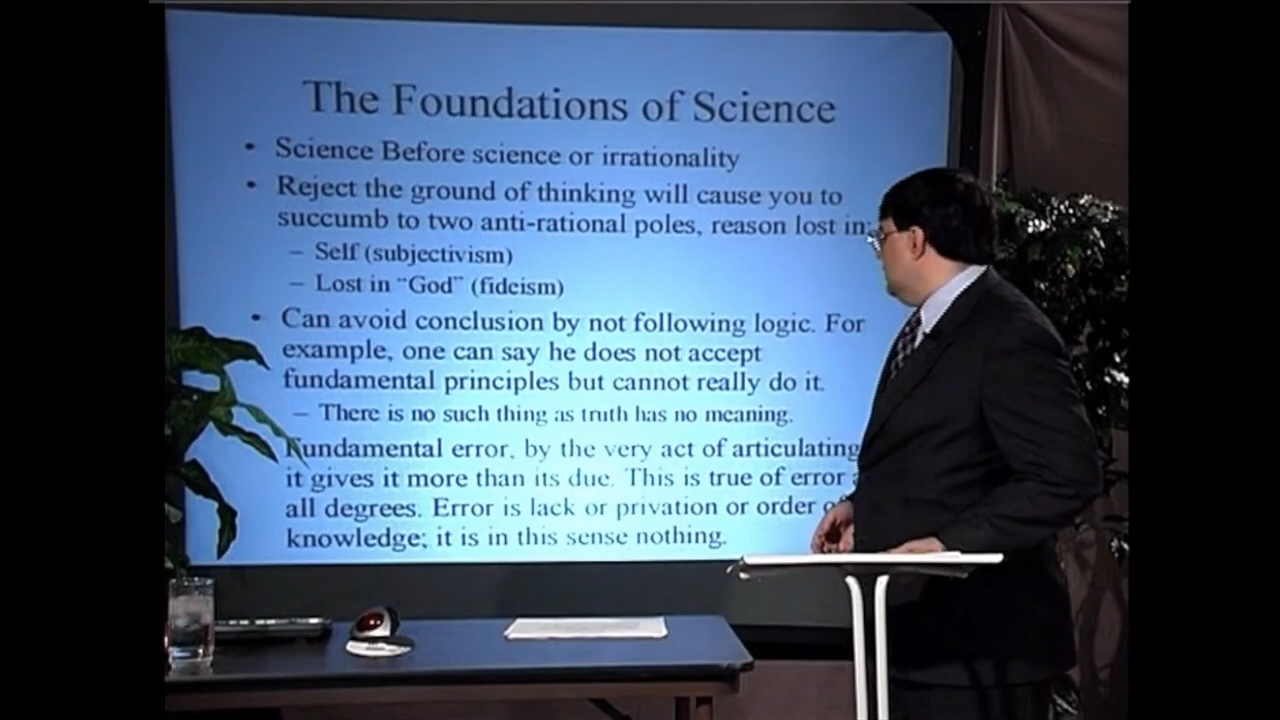 The Foundations of Science
• Science Before science or irrationality
• Reject the ground of thinking will cause you to
succumb to two anti-rational poles, reason lost in:
– Self (subjectivism)
– Lost in "God" (fideism)
• Can avoid conclusion by not following logic. For
example, one can say he does not accept
fundamental principles but cannot really do it.
– There is no such thing as truth has no meaning.
Fundamental error, by the very act of articulating
it gives it more than its due. This is true of error
all degrees. Error is lack or privation or order of
knowledge; it is in this sense nothing.